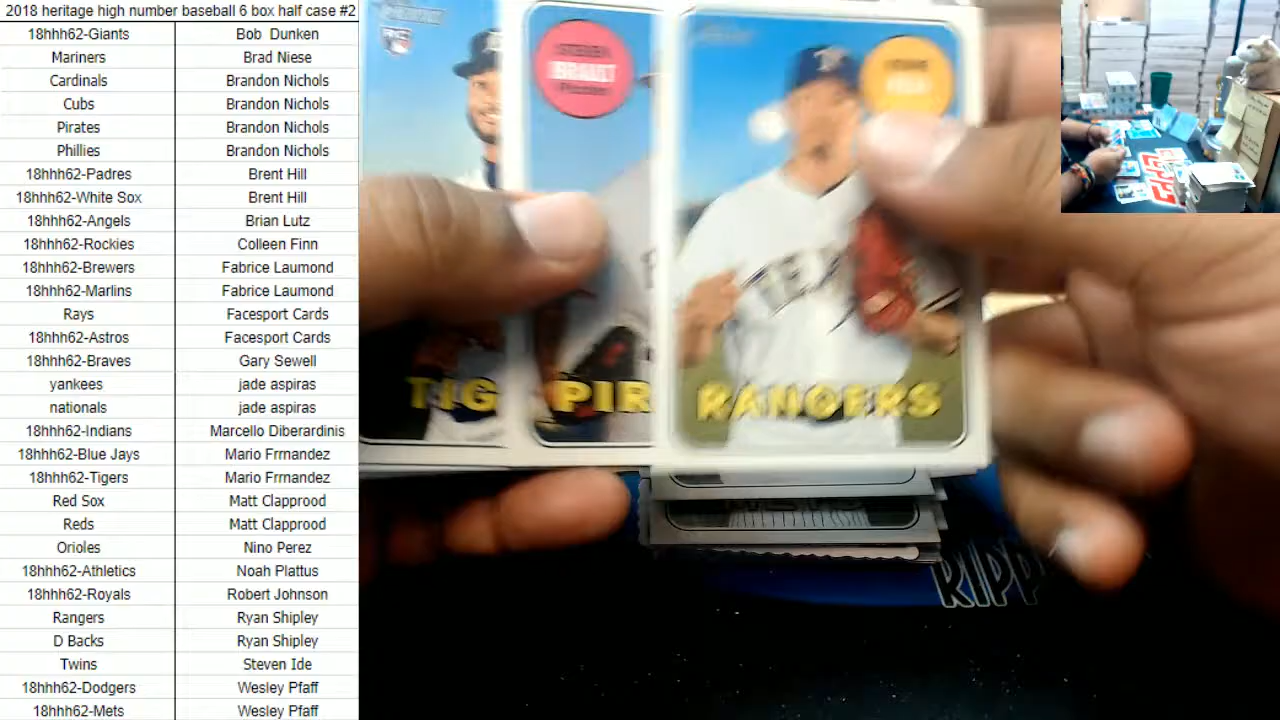 2018 heritage high number baseball 6 box half case #2
18hhh62-Giants Bob Dunken
Mariners Brad Niese
Cardinals Brandon Nichols
Cubs Brandon Nichols
Pirates Brandon Nichols
Phillies Brandon Nichols
18hhh62-Padres Brent Hill
18hhh62-White Sox Brent Hill
18hhh62-Angels Brian Lutz
18hhh62-Rockies Colleen Finn
18hhh62-Brewers Fabrice Laumond
18hhh62-Marlins Fabrice Laumond
Rays Facesport Cards
18hhh62-Astros Facesport Cards
18hhh62-Braves Gary Sewell
yankees jade aspiras
nationals jade aspiras
18hhh62-Indians Marcello Diberardinis
18hhh62-Blue Jays Mario Frrnandez
18hhh62-Tigers Mario Frrnandez
Red Sox Matt Clapprood
Reds Matt Clapprood
Orioles Nino Perez
18hhh62-Athletics Noah Plattus
18hhh62-Royals Robert Johnson
Rangers Ryan Shipley
D Backs Ryan Shipley
Twins Steven Ide
18hhh62-Dodgers Wesley Pfaff
18hhh62-Mets Wesley Pfaff
RC
STEVEN
BRAULT
TEXAS
TIG
PIR
RANGERS
METS
RIPP